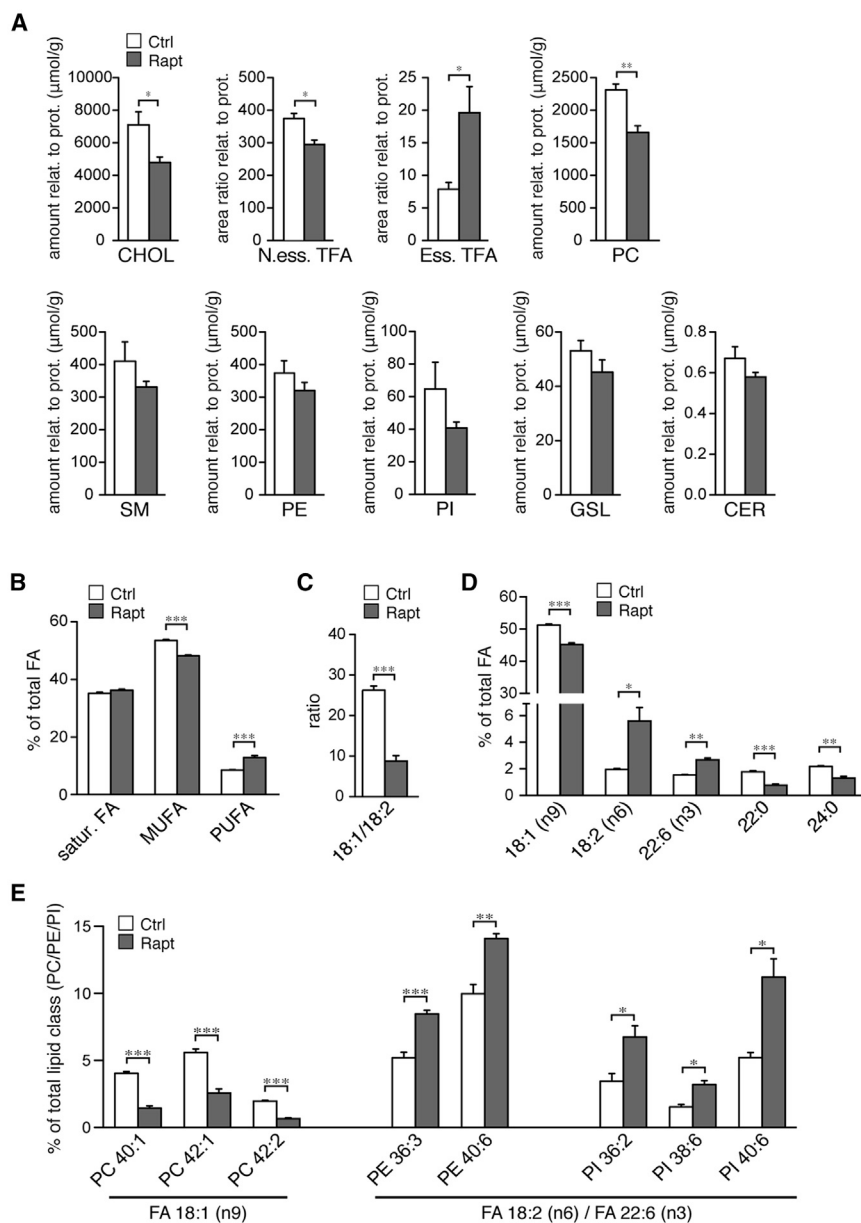 A
Ctrl
Rapt
amount relat. to prot. (µmol/g)
10000
8000
6000
4000
2000
0
*
CHOL
area ratio relat. to prot.
500
400
300
200
100
0
*
N.ess. TFA
area ratio relat. to prot.
25
20
15
10
5
0
*
Ess. TFA
amount relat. to prot. (µmol/g)
2500
2000
1500
1000
500
0
**
PC
amount relat. to prot. (µmol/g)
500
400
300
200
100
0
SM
amount relat. to prot. (µmol/g)
500
400
300
200
100
0
PE
amount relat. to prot. (µmol/g)
100
80
60
40
20
0
PI
amount relat. to prot. (µmol/g)
60
40
20
0
GSL
amount relat. to prot. (µmol/g)
0.8
0.6
0.4
0.2
0.0
CER
B
Ctrl
Rapt
% of total FA
60
40
20
0
***
***
satur. FA
MUFA
PUFA
C
Ctrl
Rapt
ratio
40
30
20
10
0
***
18:1/18:2
D
Ctrl
Rapt
% of total FA
60
50
40
30
6
4
2
0
***
*
**
***
**
18:1 (n9)
18:2 (n6)
22:6 (n3)
22:0
24:0
E
Ctrl
Rapt
% of total lipid class (PC/PE/PI)
15
10
5
0
***
***
***
***
**
*
*
*
PC 40:1
PC 42:1
PC 42:2
PE 36:3
PE 40:6
PI 36:2
PI 38:6
PI 40:6
FA 18:1 (n9)
FA 18:2 (n6) / FA 22:6 (n3)